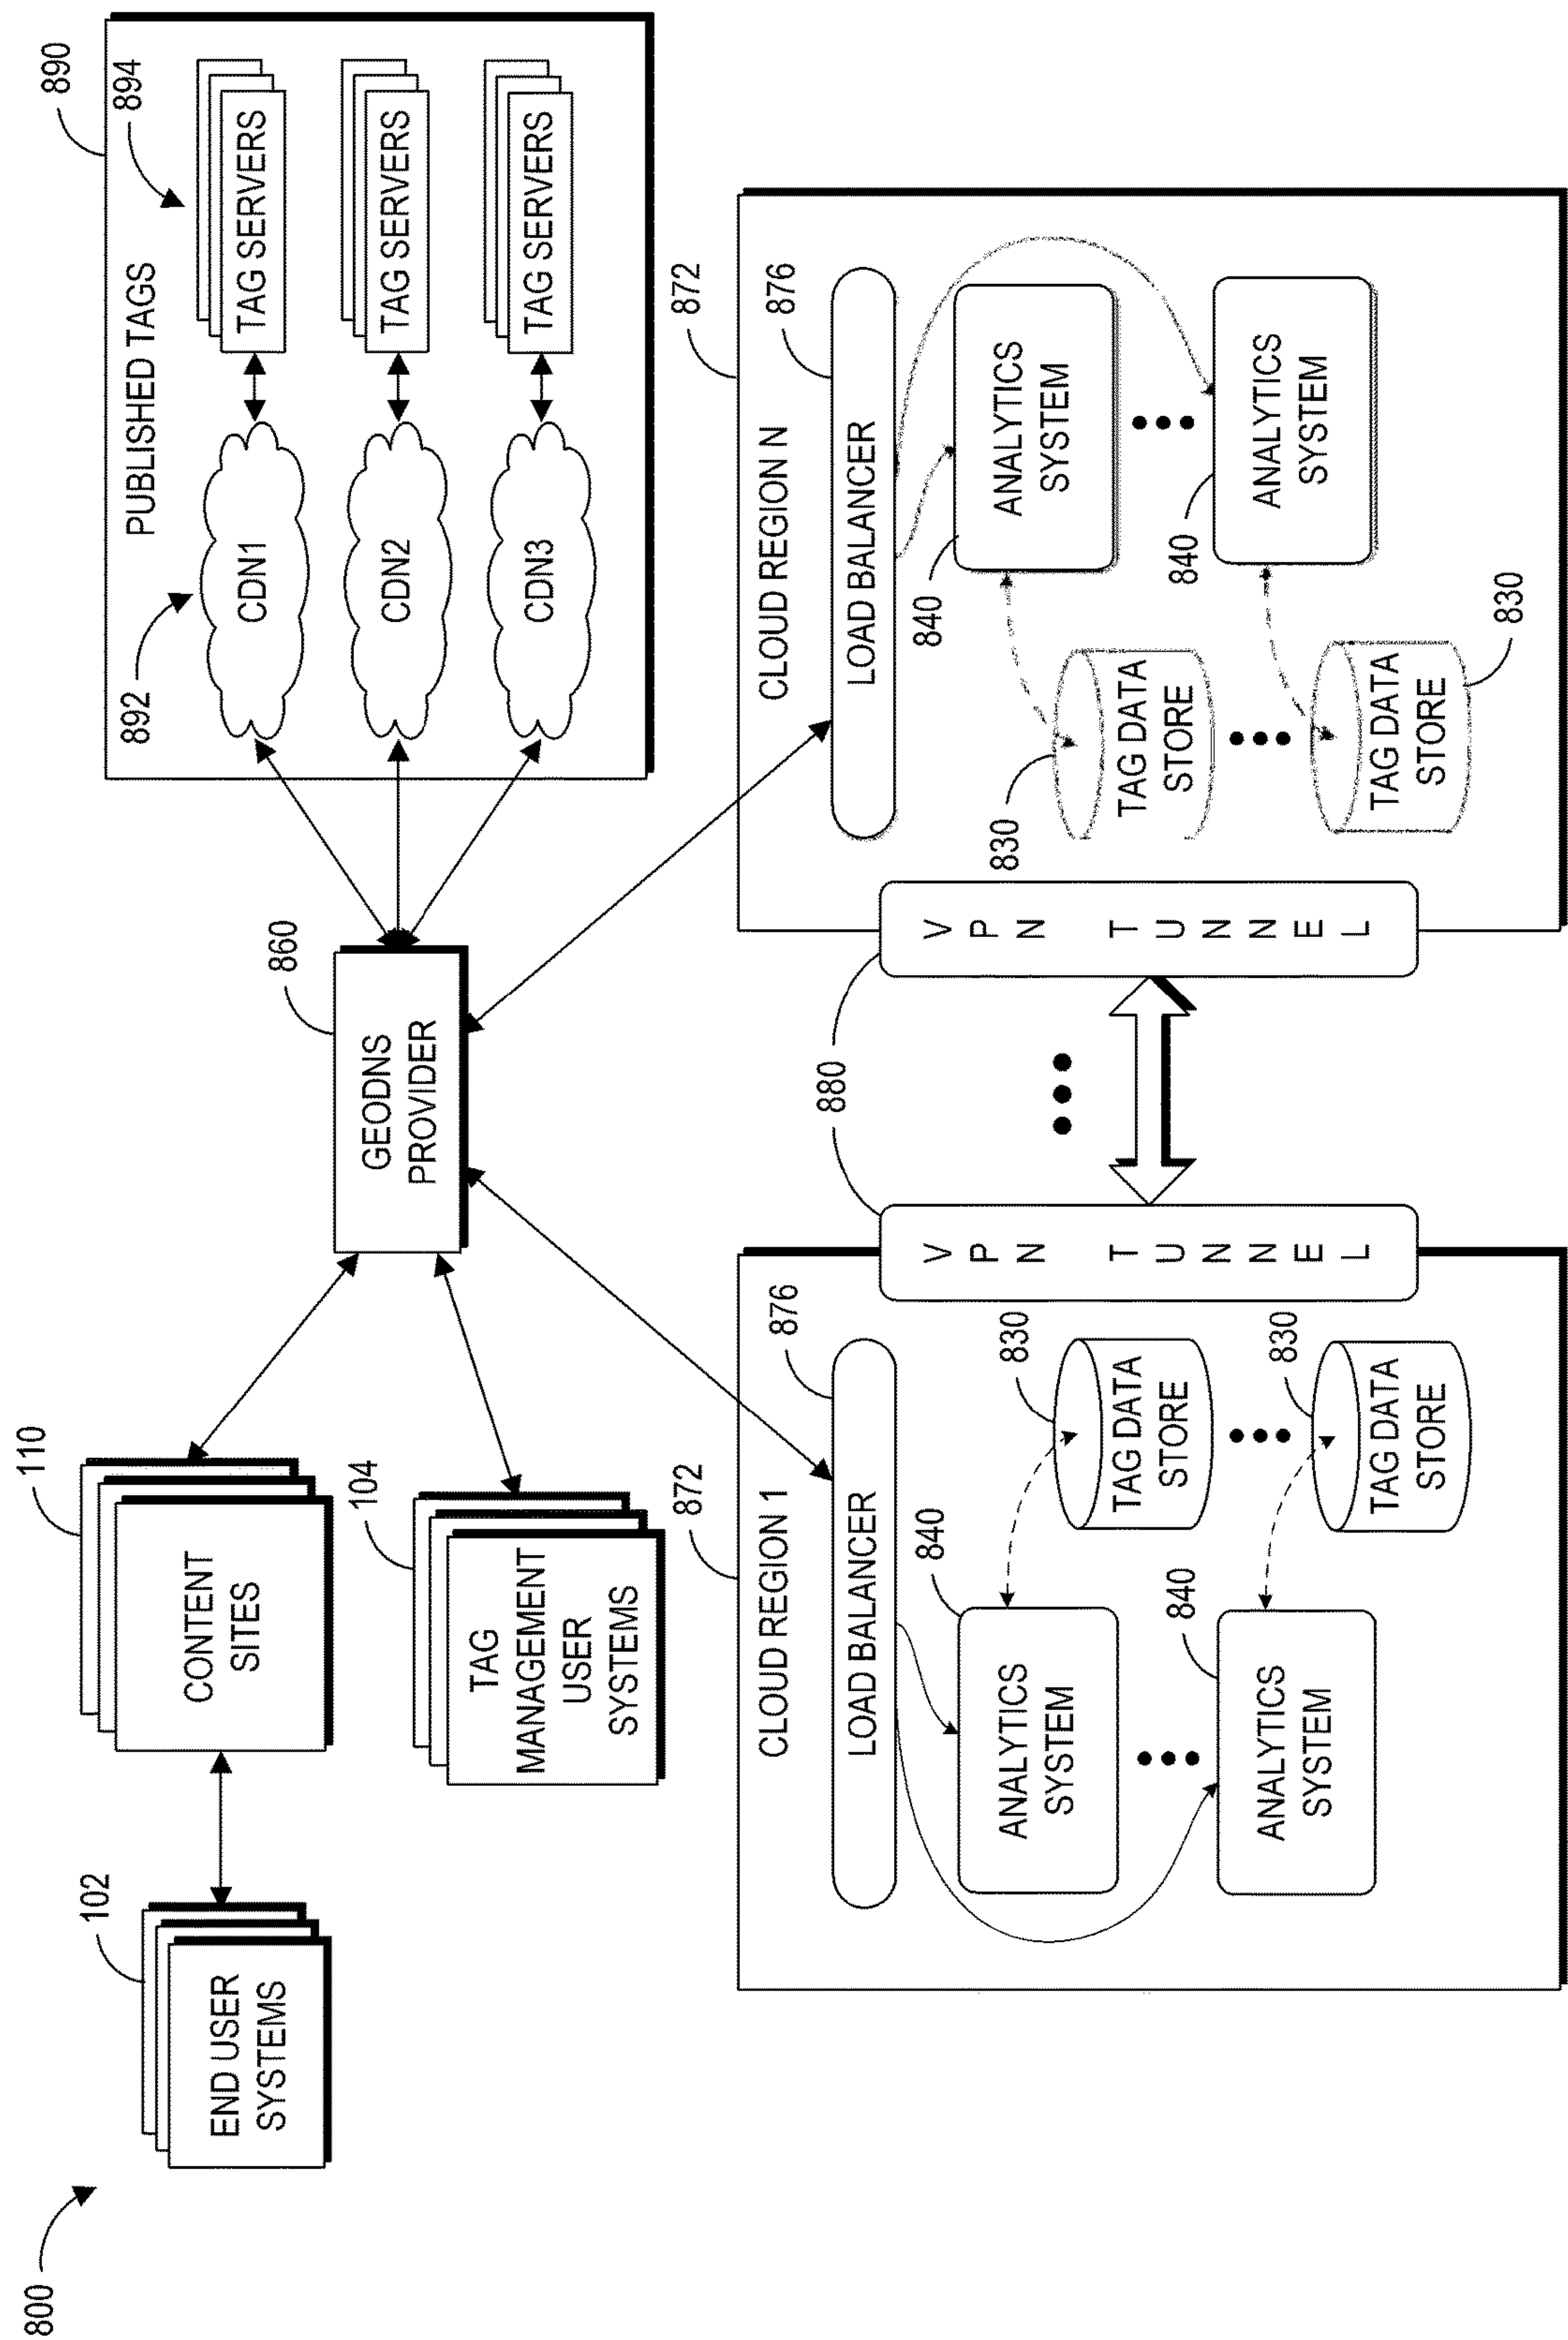 800
102
END USER
SYSTEMS
110
CONTENT
SITES
104
TAG
MANAGEMENT
USER
SYSTEMS
860
GEODNS
PROVIDER
890
PUBLISHED TAGS
892
894
CDN1
TAG SERVERS
CDN2
TAG SERVERS
CDN3
TAG SERVERS
872
CLOUD REGION 1
876
LOAD BALANCER
840
ANALYTICS
SYSTEM
830
TAG DATA
STORE
840
ANALYTICS
SYSTEM
830
TAG DATA
STORE
880
VPN TUNNEL
VPN TUNNEL
872
CLOUD REGION N
876
LOAD BALANCER
830
TAG DATA
STORE
840
ANALYTICS
SYSTEM
830
TAG DATA
STORE
840
ANALYTICS
SYSTEM